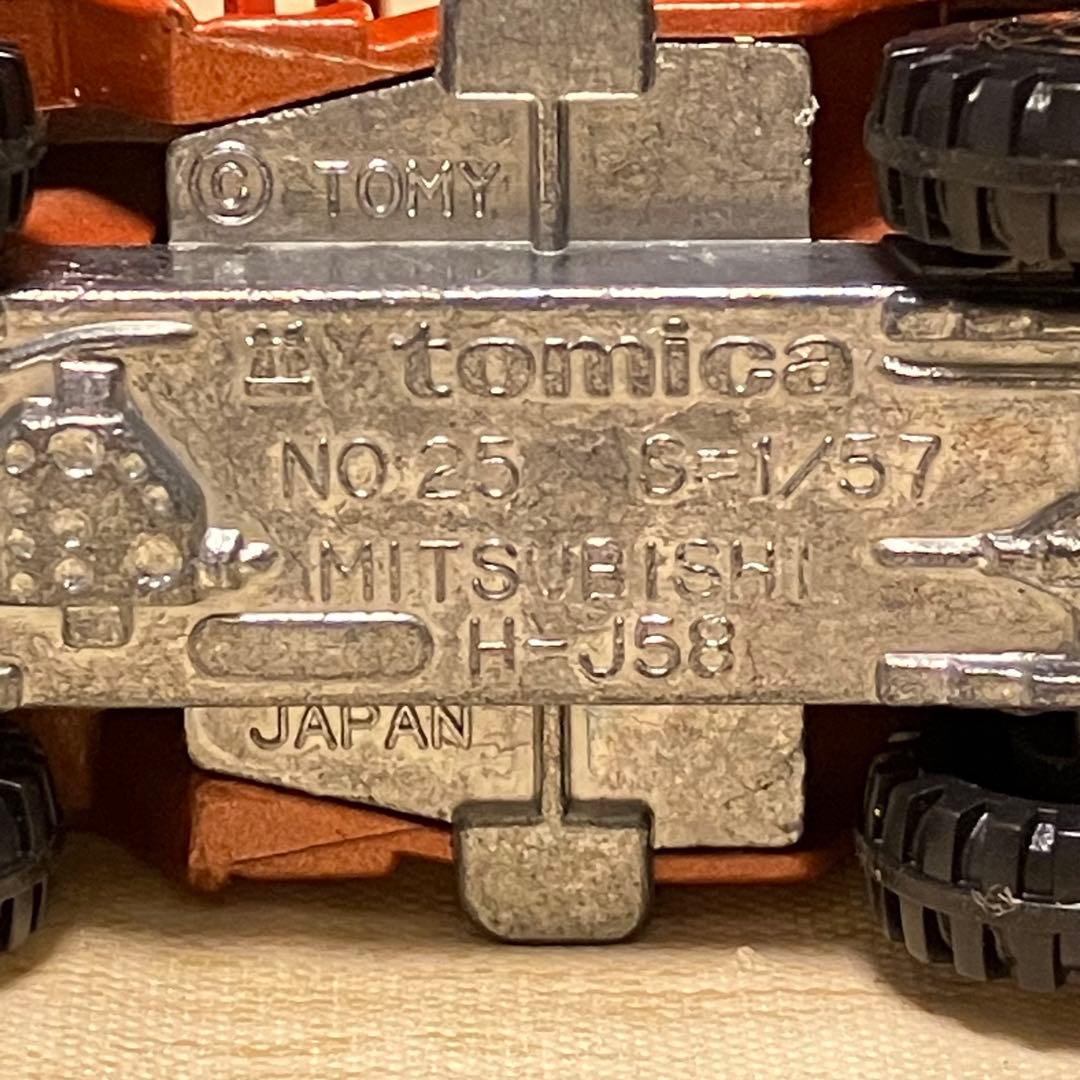 © TOMY
tomica
NO.25 S=1/57
MITSUBISHI
H-J58
JAPAN